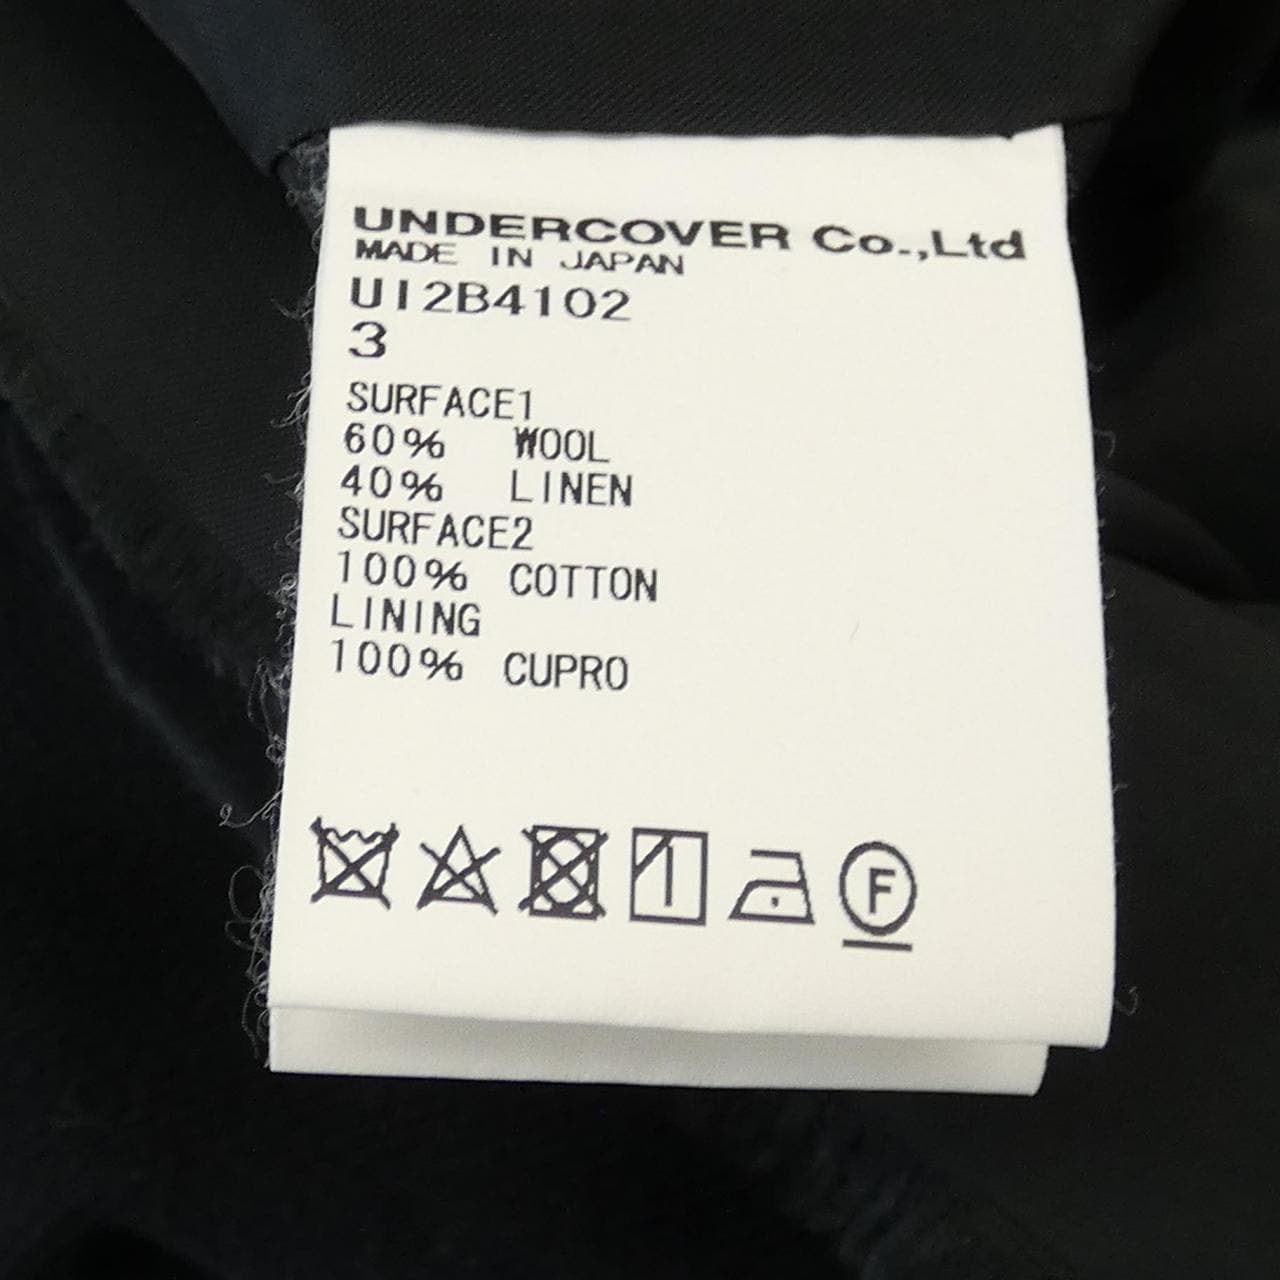 UNDERCOVER Co.,Ltd
MADE IN JAPAN
UI2B4102
3
SURFACE1
60% WOOL
40% LINEN
SURFACE2
100% COTTON
LINING
100% CUPRO
F